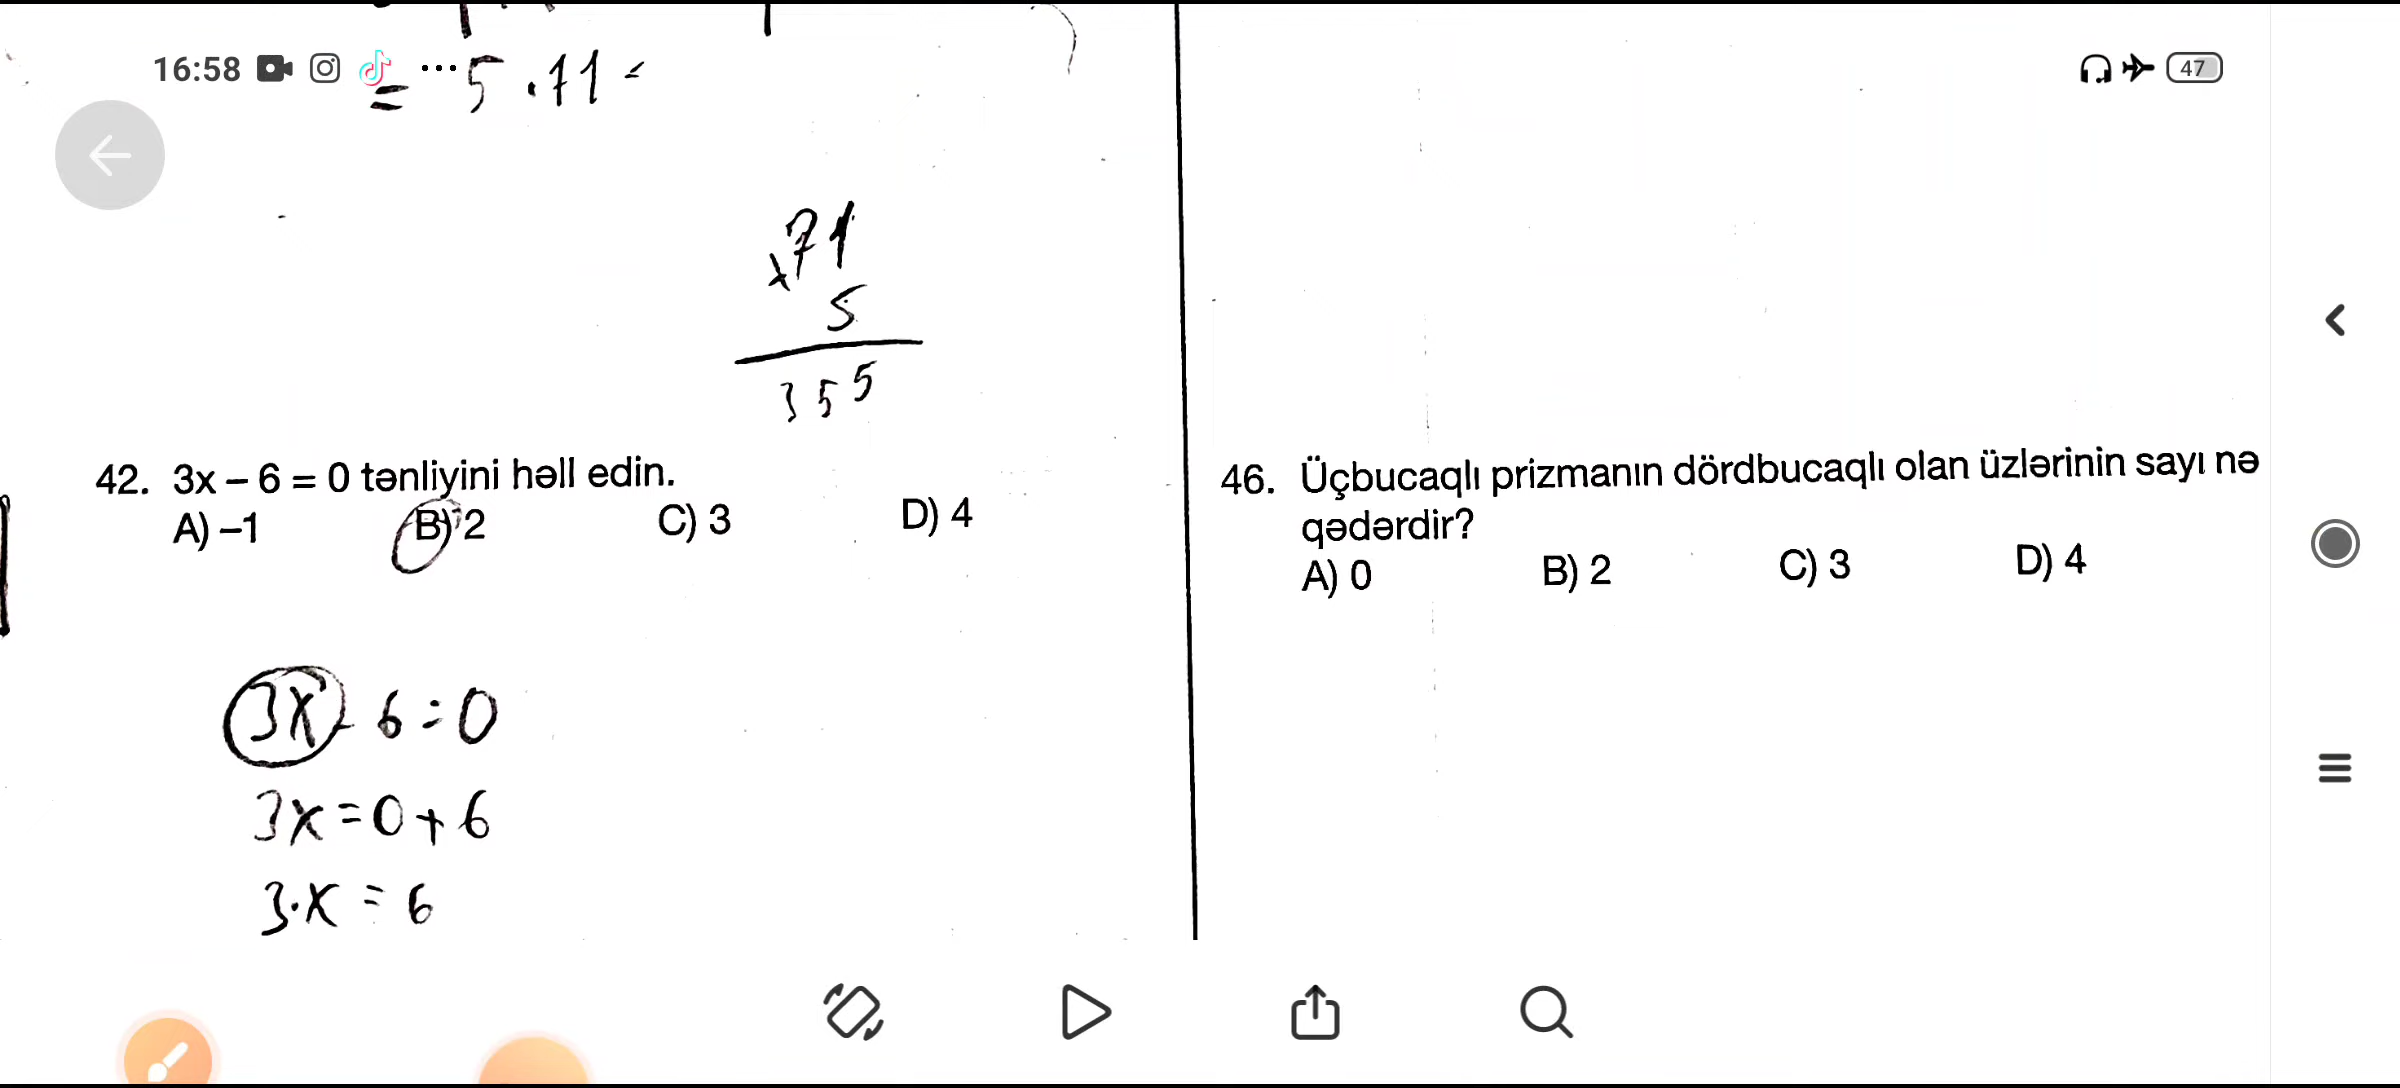 16:58 ... 47
= 5 . 71 =
x 71
5
355
42. 3x – 6 = 0 tənliyini həll edin.
A) –1 B) 2 C) 3 D) 4
3x - 6 = 0
3x = 0 + 6
3·x = 6
46. Üçbucaqlı prizmanın dördbucaqlı olan üzlərinin sayı nə
qədərdir?
A) 0 B) 2 C) 3 D) 4